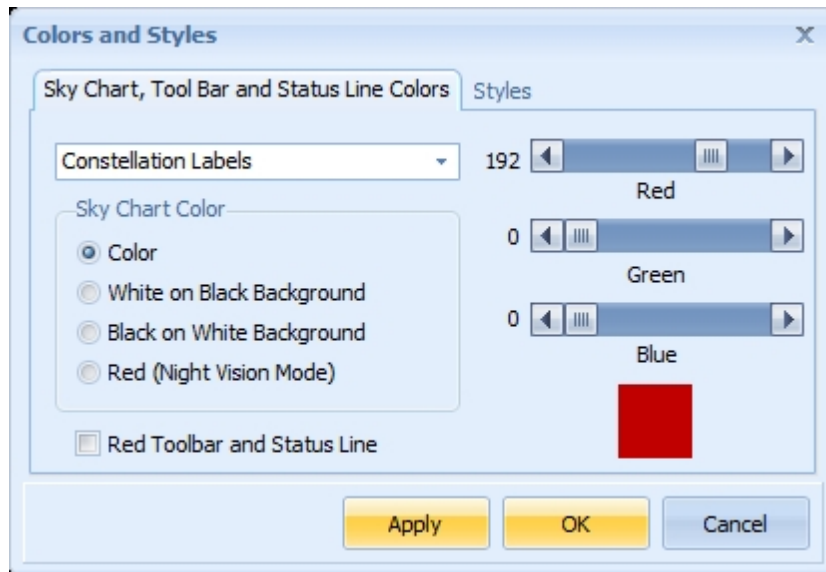 Colors and Styles
Sky Chart, Tool Bar and Status Line Colors
Styles
Constellation Labels
192
Red
Sky Chart Color
Color
0
Green
White on Black Background
Black on White Background
0
Blue
Red (Night Vision Mode)
Red Toolbar and Status Line
Apply
OK
Cancel